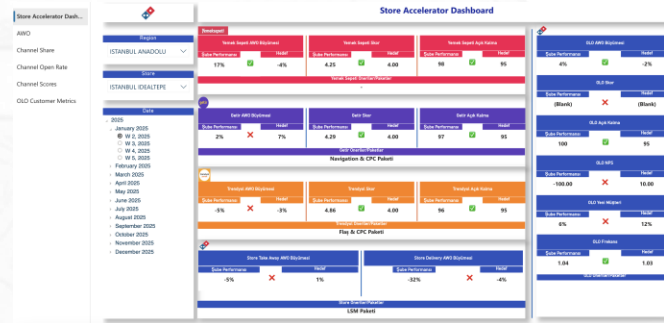 Store Accelerator Dashboard
Store Accelerator Dash...
AWO
Channel Share
Channel Open Rate
Channel Scores
OLO Customer Metrics
Region
ISTANBUL ANADOLU
Store
ISTANBUL IDEALTEPE
Date
2025
January 2025
W 2, 2025
W 3, 2025
W 4, 2025
W 5, 2025
February 2025
March 2025
April 2025
May 2025
June 2025
July 2025
August 2025
September 2025
October 2025
November 2025
December 2025
Yemek Sepeti AWO Büyümesi
Şube Performansı Hedef
17% -4%
Yemek Sepeti Skor
Şube Performansı Hedef
4.25 4.00
Yemek Sepeti Açık Kalma
Şube Performansı Hedef
98 95
Yemek Sepeti Öneriler/Paketler
-
Getir AWO Büyümesi
Şube Performansı Hedef
2% 7%
Getir Skor
Şube Performansı Hedef
4.29 4.00
Getir Açık Kalma
Şube Performansı Hedef
97 95
Getir Öneriler/Paketler
Navigation & CPC Paketi
Trendyol AWO Büyümesi
Şube Performansı Hedef
-5% -3%
Trendyol Skor
Şube Performansı Hedef
4.86 4.00
Trendyol Açık Kalma
Şube Performansı Hedef
96 95
Trendyol Öneriler/Paketler
Flaş & CPC Paketi
Store Take Away AWO Büyümesi
Şube Performansı Hedef
-5% 1%
Store Delivery AWO Büyümesi
Şube Performansı Hedef
-32% -4%
Store Öneriler/Paketler
LSM Paketi
OLO AWO Büyümesi
Şube Performansı Hedef
4% -2%
OLO Skor
Şube Performansı Hedef
(Blank) (Blank)
OLO Açık Kalma
Şube Performansı Hedef
100 95
OLO NPS
Şube Performansı Hedef
-100.00 10.00
OLO Yeni Müşteri
Şube Performansı Hedef
6% 12%
OLO Frekans
Şube Performansı Hedef
1.04 1.03
OLO Öneriler/Paketler